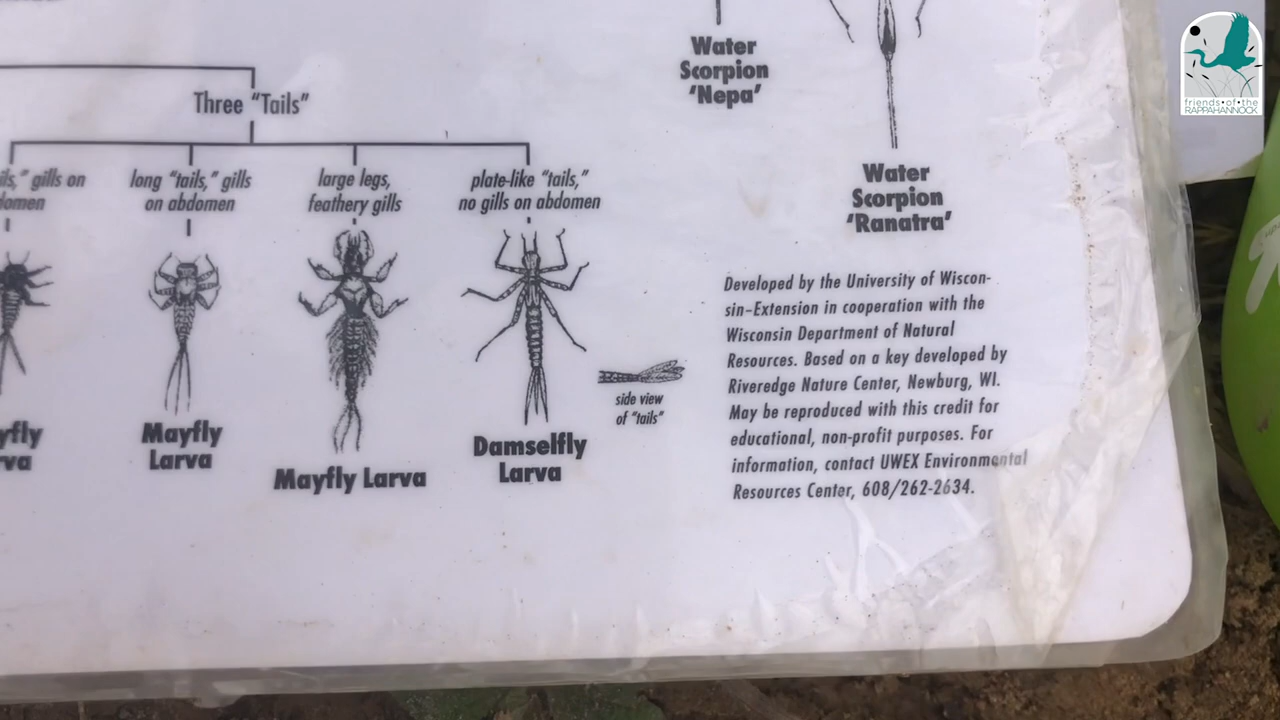 Water
Scorpion
'Nepa'
Three "Tails"
gills on
long "tails," gills
on abdomen
large legs,
feathery gills
plate-like "tails,"
no gills on abdomen
Water
Scorpion
'Ranatra'
side view
of "tails"
Mayfly
Larva
Mayfly Larva
Damselfly
Larva
Developed by the University of Wiscon-
sin–Extension in cooperation with the
Wisconsin Department of Natural
Resources. Based on a key developed by
Riveredge Nature Center, Newburg, WI.
May be reproduced with this credit for
educational, non-profit purposes. For
information, contact UWEX Environmental
Resources Center, 608/262-2634.
friends•of•the
RAPPAHANNOCK